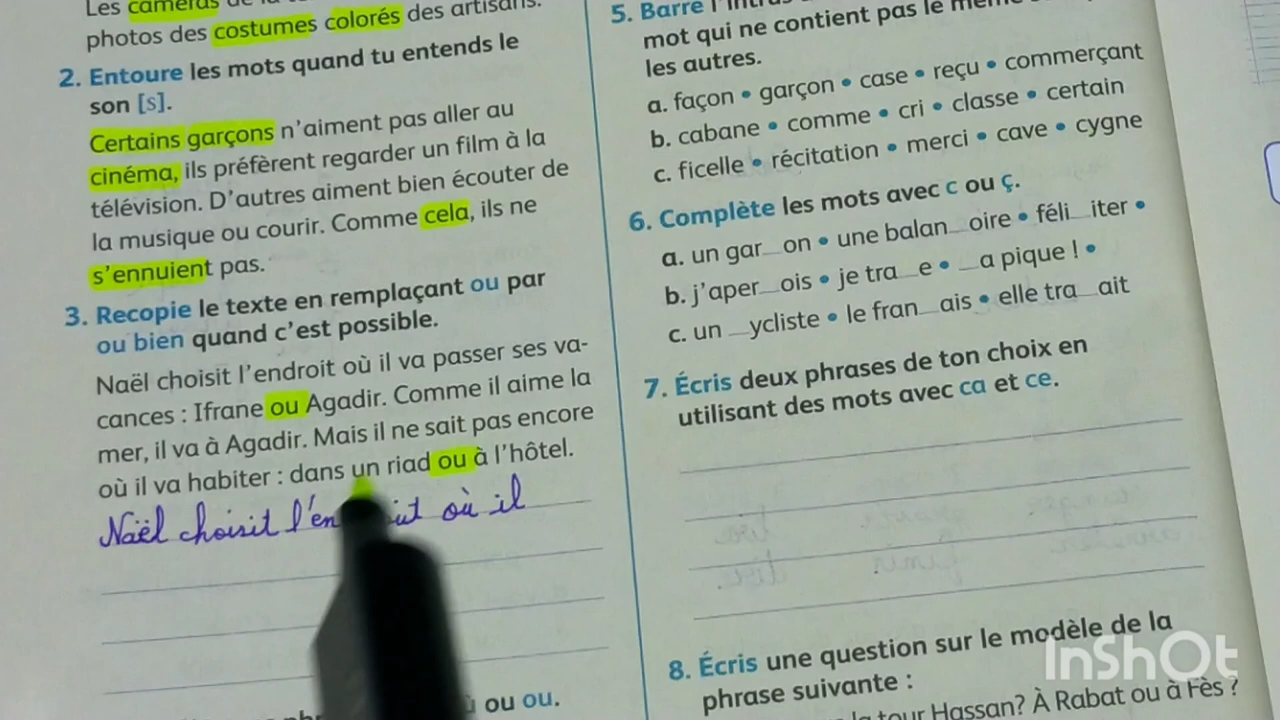 Les caméras
photos des costumes colorés des artisans.
2. Entoure les mots quand tu entends le
son [s].
Certains garçons n'aiment pas aller au
cinéma, ils préfèrent regarder un film à la
télévision. D'autres aiment bien écouter de
la musique ou courir. Comme cela, ils ne
s'ennuient pas.
3. Recopie le texte en remplaçant ou par
ou bien quand c'est possible.
Naël choisit l'endroit où il va passer ses va-
cances : Ifrane ou Agadir. Comme il aime la
mer, il va à Agadir. Mais il ne sait pas encore
où il va habiter : dans un riad ou à l'hôtel.
Naël choisit où il
ou ou.
5. Barre
mot qui ne contient pas le
les autres.
a. façon • garçon • case • reçu • commerçant
b. cabane • comme • cri • classe • certain
c. ficelle • récitation • merci • cave • cygne
6. Complète les mots avec c ou ç.
a. un gar__on • une balan__oire • féli__iter •
b. j'aper__ois • je tra__e • __a pique ! •
c. un __ycliste • le fran__ais • elle tra__ait
7. Écris deux phrases de ton choix en
utilisant des mots avec ca et ce.
8. Écris une question sur le modèle de la
phrase suivante :
la tour Hassan? À Rabat ou à Fès ?
InShOt